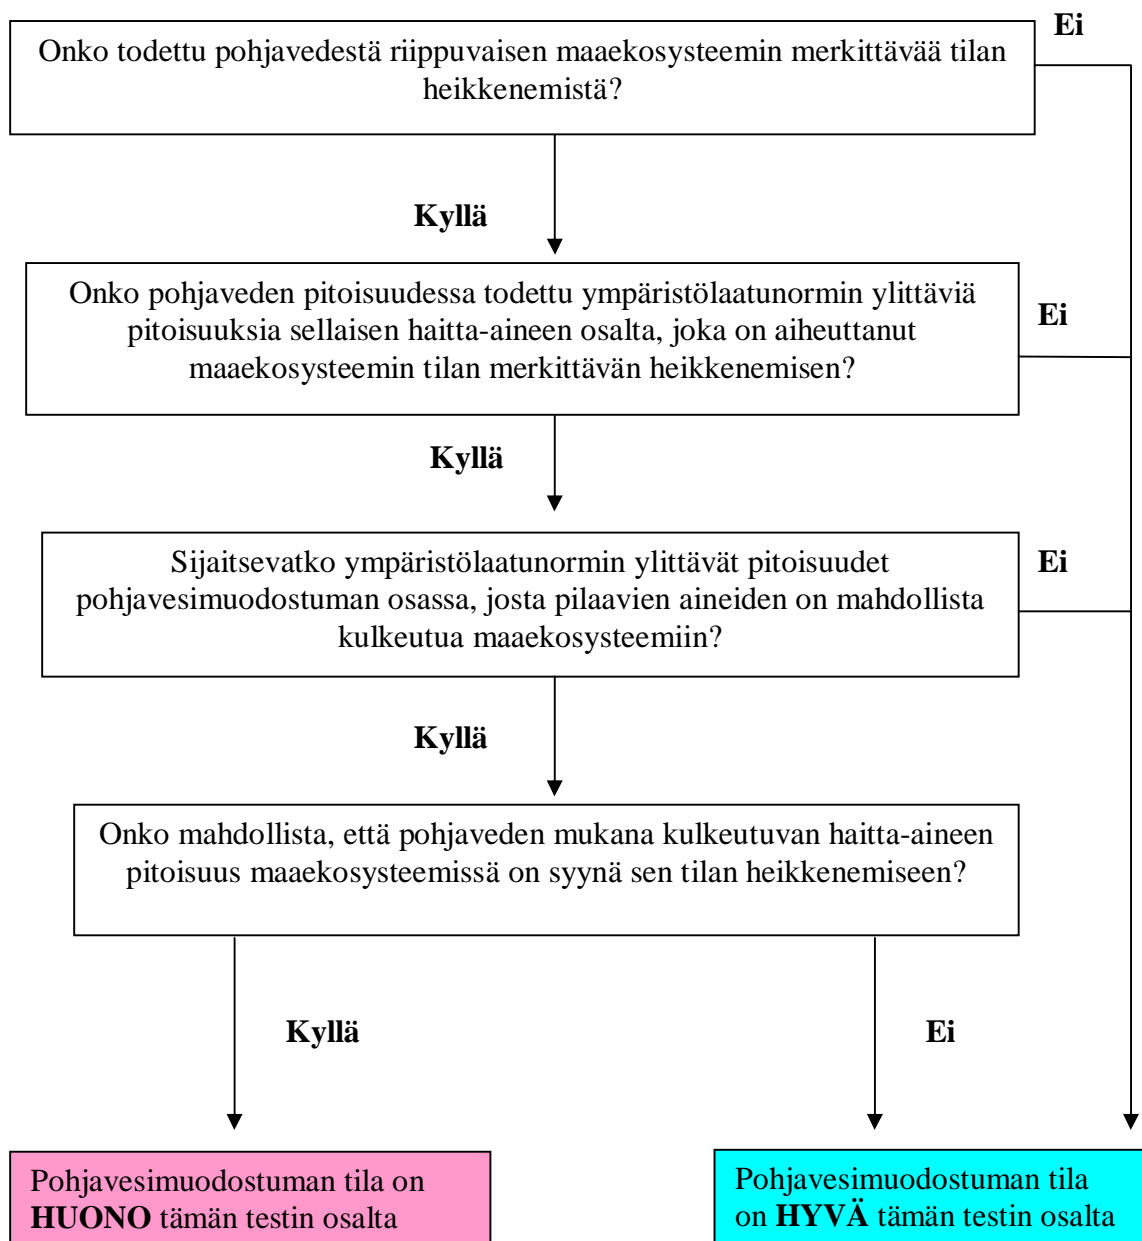 Ei
Onko todettu pohjavedestä riippuvaisen maaekosysteemin merkittävää tilan
heikkenemistä?
Kyllä
Onko pohjaveden pitoisuudessa todettu ympäristölaatunormin ylittäviä
pitoisuuksia sellaisen haitta-aineen osalta, joka on aiheuttanut
maaekosysteemin tilan merkittävän heikkenemisen?
Ei
Kyllä
Sijaitsevatko ympäristölaatunormin ylittävät pitoisuudet
pohjavesimuodostuman osassa, josta pilaavien aineiden on mahdollista
kulkeutua maaekosysteemiin?
Ei
Kyllä
Onko mahdollista, että pohjaveden mukana kulkeutuvan haitta-aineen
pitoisuus maaekosysteemissä on syynä sen tilan heikkenemiseen?
Kyllä
Ei
Pohjavesimuodostuman tila on
HUONO tämän testin osalta
Pohjavesimuodostuman tila
on HYVÄ tämän testin osalta